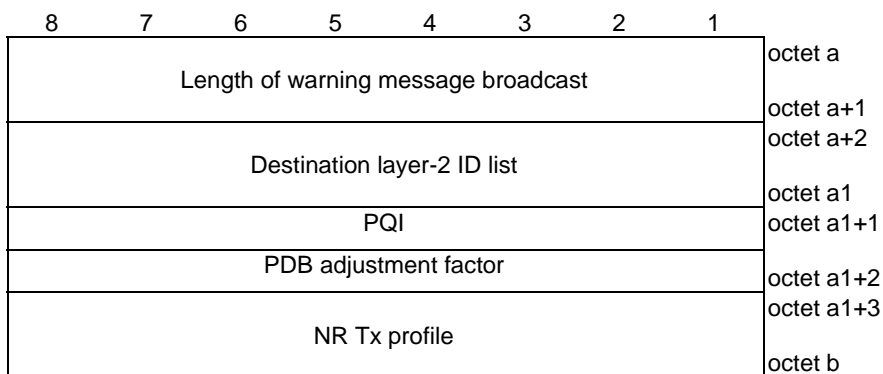 8 7 6 5 4 3 2 1
octet a
Length of warning message broadcast
octet a+1
octet a+2
Destination layer-2 ID list
octet a1
PQI octet a1+1
PDB adjustment factor octet a1+2
octet a1+3
NR Tx profile
octet b